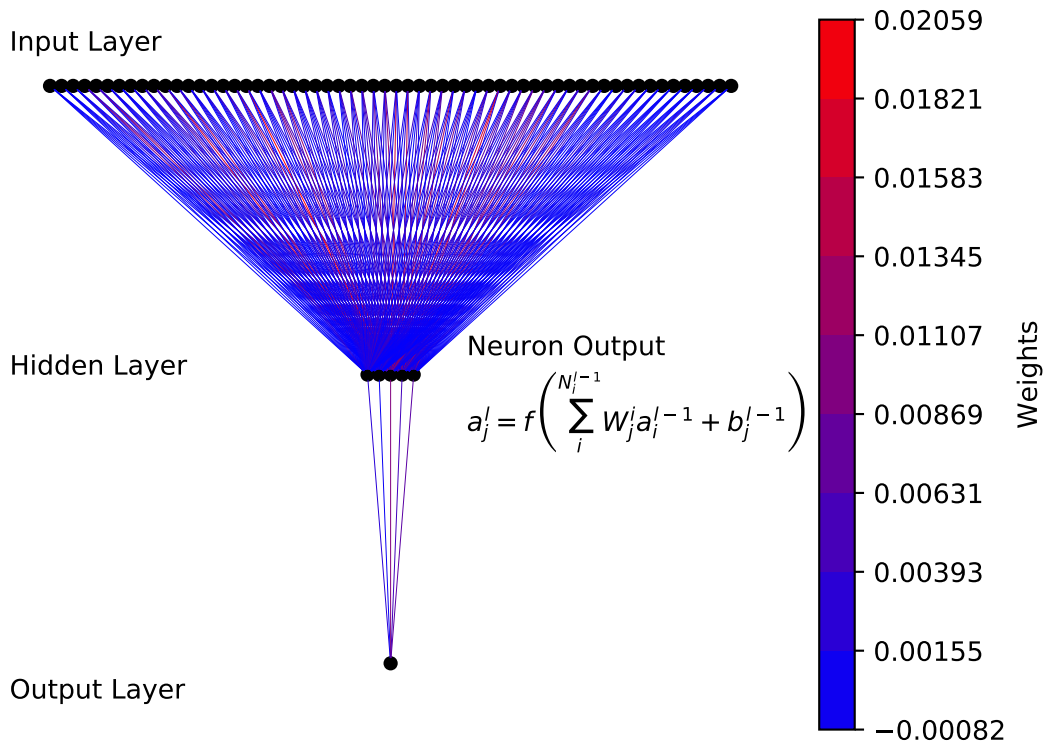 Input Layer
Hidden Layer
Neuron Output
a_j^l = f(∑_i^{N_i^{l−1}} W_j^i a_i^{l−1} + b_j^{l−1})
Output Layer
0.02059
0.01821
0.01583
0.01345
0.01107
0.00869
0.00631
0.00393
0.00155
−0.00082
Weights